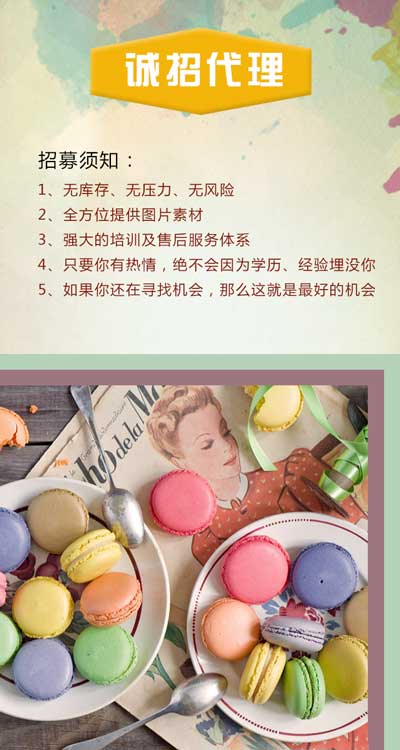 诚招代理
招募须知：
1、无库存、无压力、无风险
2、全方位提供图片素材
3、强大的培训及售后服务体系
4、只要你有热情，绝不会因为学历、经验埋没你
5、如果你还在寻找机会，那么这就是最好的机会
ho dela Mo